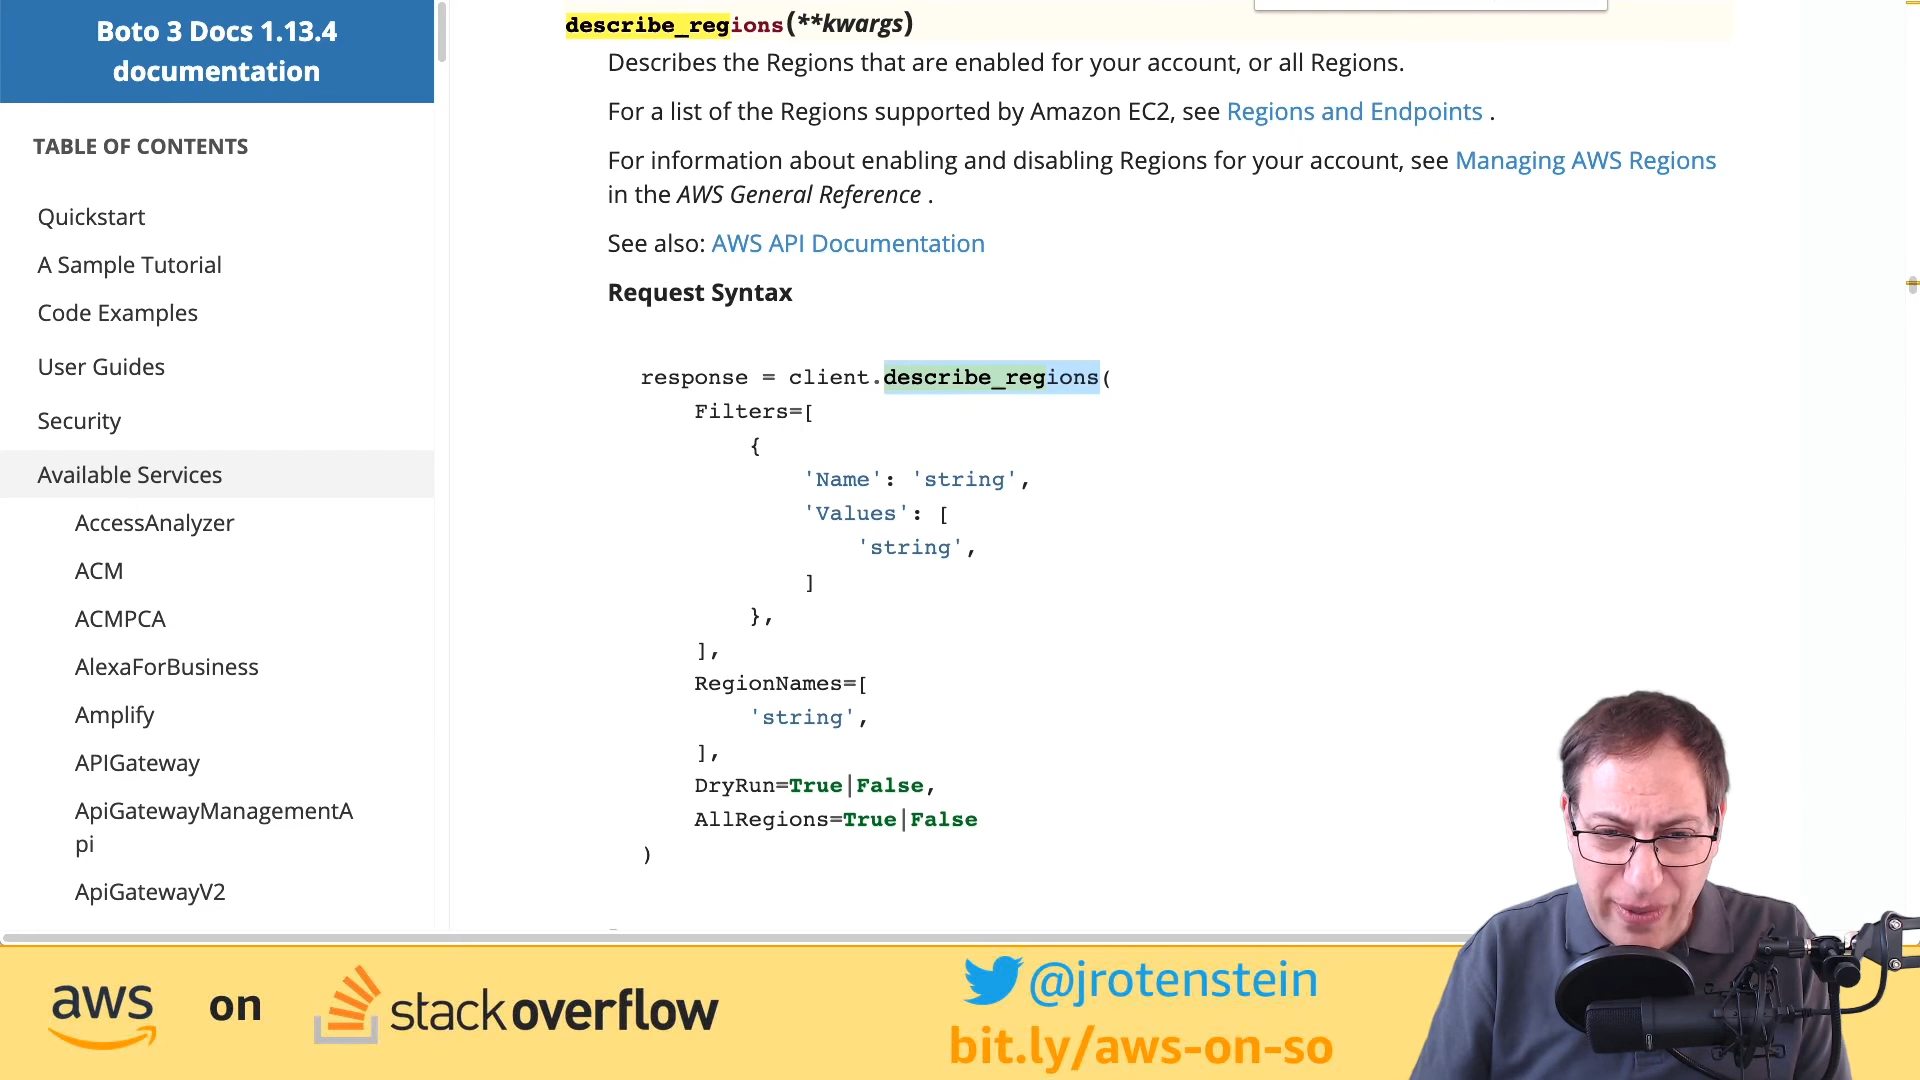 Boto 3 Docs 1.13.4
documentation
TABLE OF CONTENTS
Quickstart
A Sample Tutorial
Code Examples
User Guides
Security
Available Services
AccessAnalyzer
ACM
ACMPCA
AlexaForBusiness
Amplify
APIGateway
ApiGatewayManagementA
pi
ApiGatewayV2
describe_regions(**kwargs)
Describes the Regions that are enabled for your account, or all Regions.
For a list of the Regions supported by Amazon EC2, see Regions and Endpoints .
For information about enabling and disabling Regions for your account, see Managing AWS Regions
in the AWS General Reference .
See also: AWS API Documentation
Request Syntax
response = client.describe_regions(
Filters=[
{
'Name': 'string',
'Values': [
'string',
]
},
],
RegionNames=[
'string',
],
DryRun=True|False,
AllRegions=True|False
)
aws on stackoverflow
@jrotenstein
bit.ly/aws-on-so